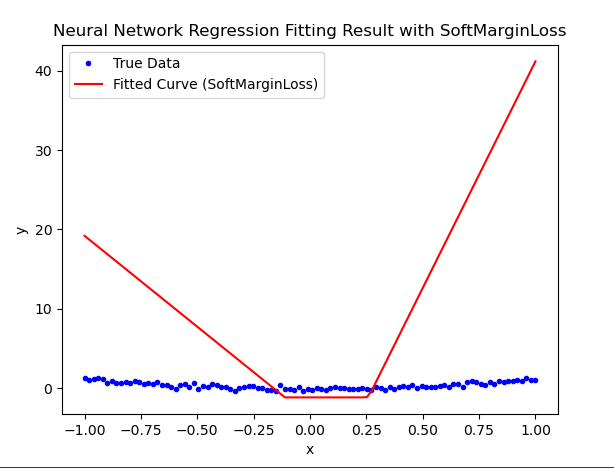 Neural Network Regression Fitting Result with SoftMarginLoss
True Data
Fitted Curve (SoftMarginLoss)
40
30
20
10
0
y
−1.00 −0.75 −0.50 −0.25 0.00 0.25 0.50 0.75 1.00
x